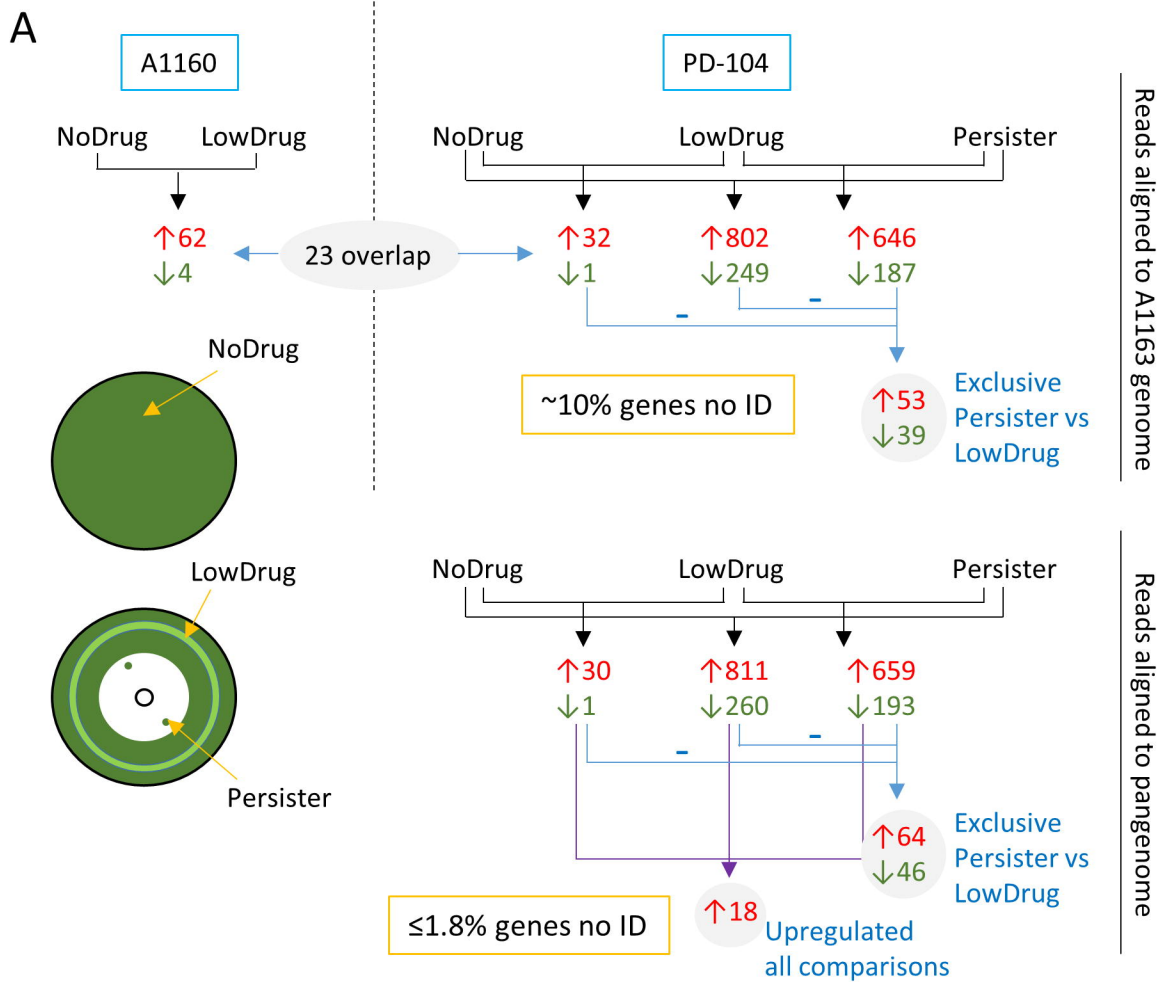 A
A1160
PD-104
NoDrug LowDrug
NoDrug LowDrug Persister
↑62
↓4
23 overlap
↑32 ↑802 ↑646
↓1 ↓249 ↓187
-
-
NoDrug
~10% genes no ID
↑53
↓39
Exclusive
Persister vs
LowDrug
Reads aligned to A1163 genome
LowDrug
Persister
NoDrug LowDrug Persister
↑30 ↑811 ↑659
↓1 ↓260 ↓193
-
-
↑64
↓46
Exclusive
Persister vs
LowDrug
≤1.8% genes no ID
↑18
Upregulated
all comparisons
Reads aligned to pangenome